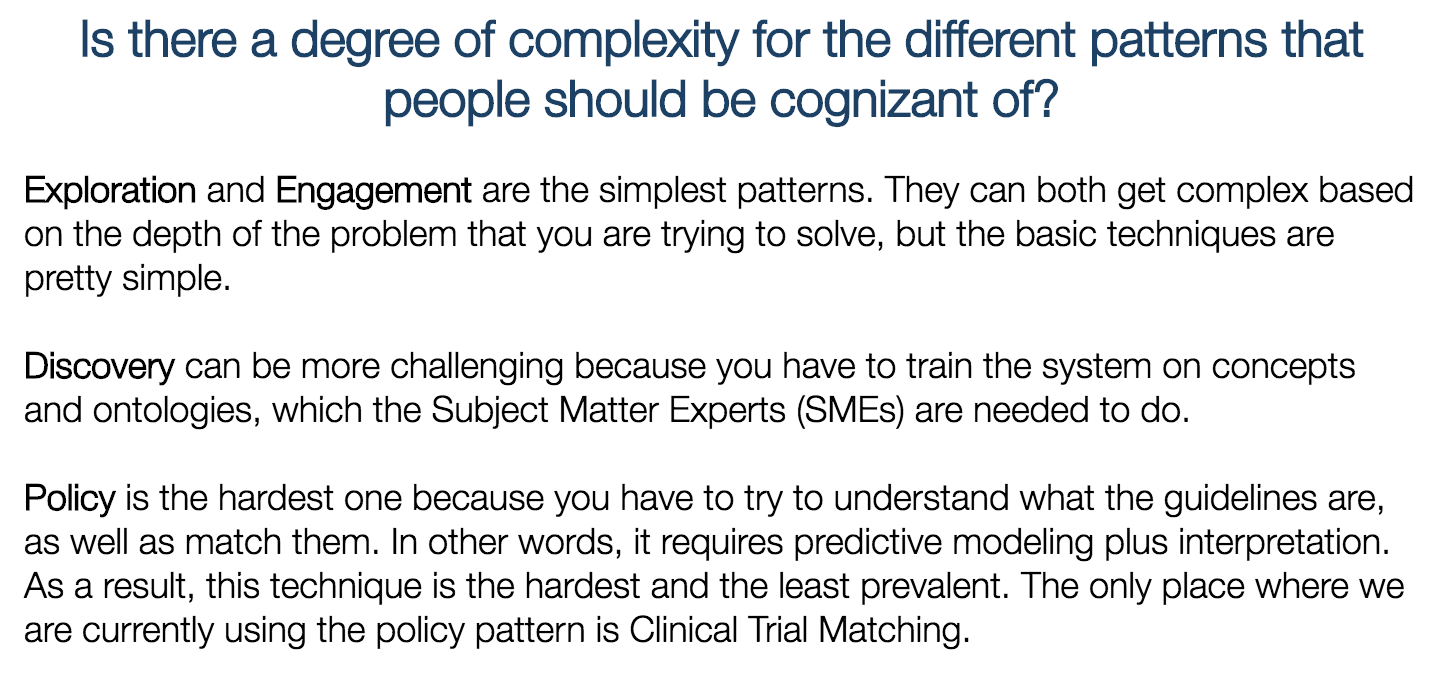 Is there a degree of complexity for the different patterns that
people should be cognizant of?
Exploration and Engagement are the simplest patterns. They can both get complex based
on the depth of the problem that you are trying to solve, but the basic techniques are
pretty simple.
Discovery can be more challenging because you have to train the system on concepts
and ontologies, which the Subject Matter Experts (SMEs) are needed to do.
Policy is the hardest one because you have to try to understand what the guidelines are,
as well as match them. In other words, it requires predictive modeling plus interpretation.
As a result, this technique is the hardest and the least prevalent. The only place where we
are currently using the policy pattern is Clinical Trial Matching.